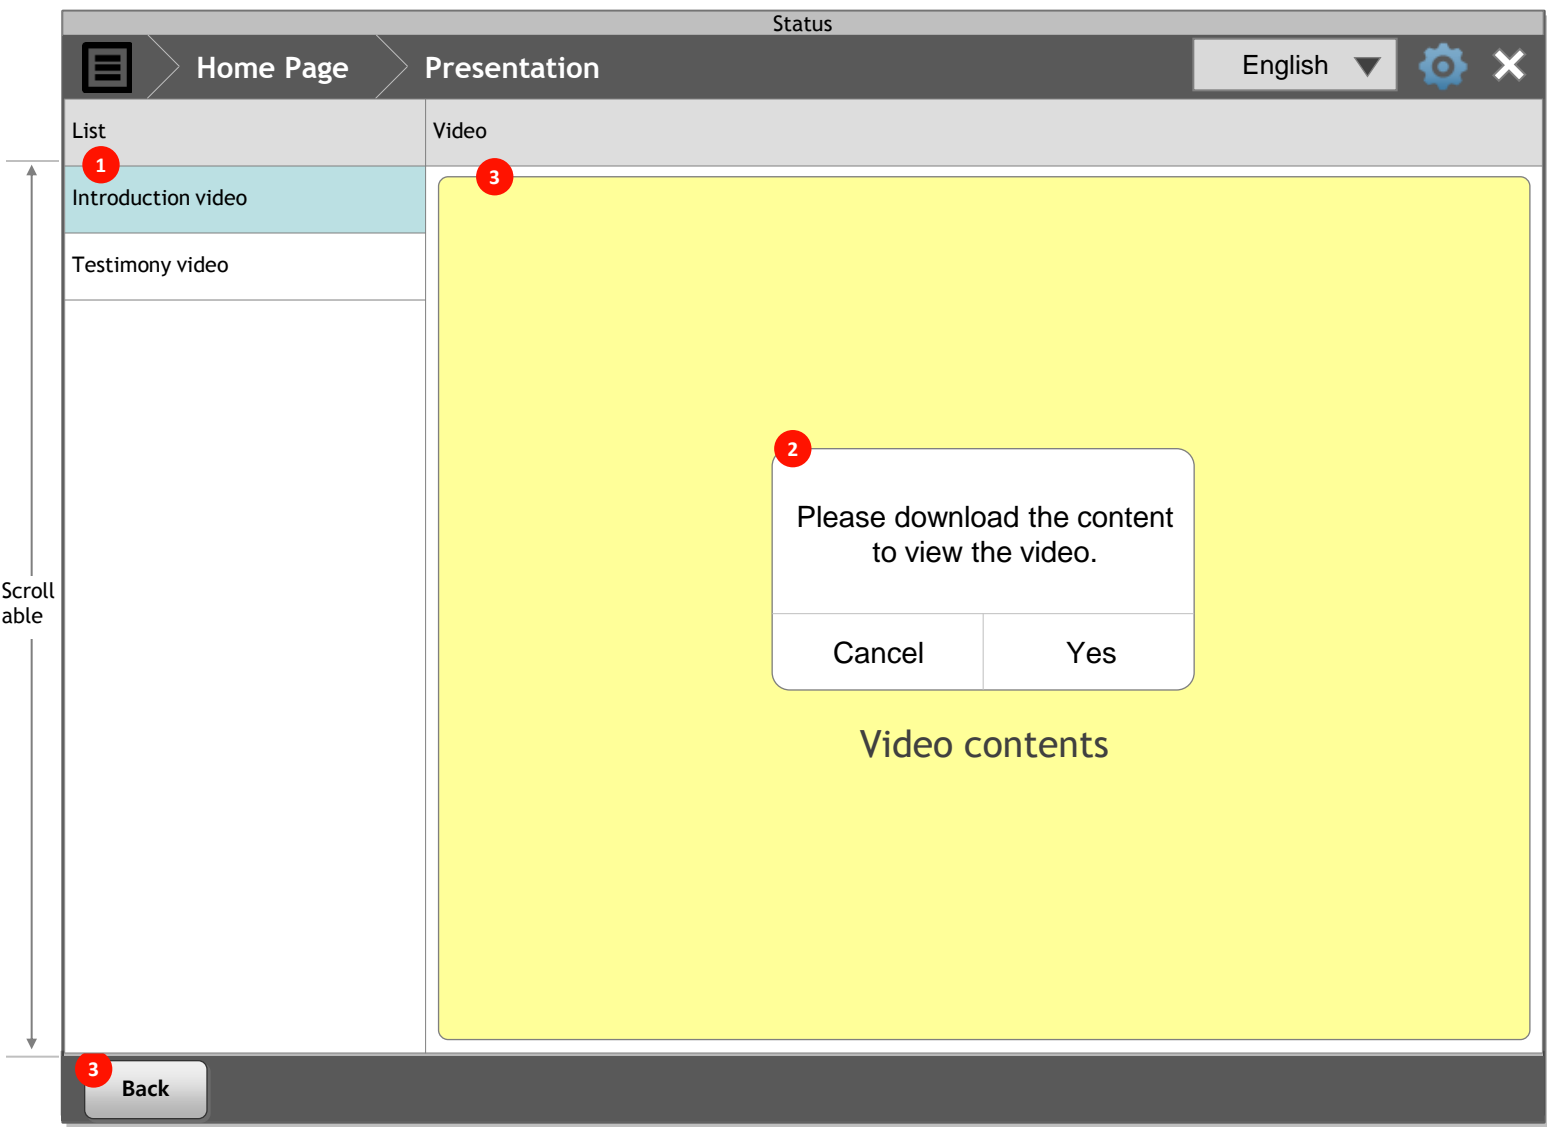 Status
Home Page
Presentation
English
List
Video
1
3
Introduction video
Testimony video
2
Please download the content
to view the video.
Cancel
Yes
Scroll
able
Video contents
3
Back